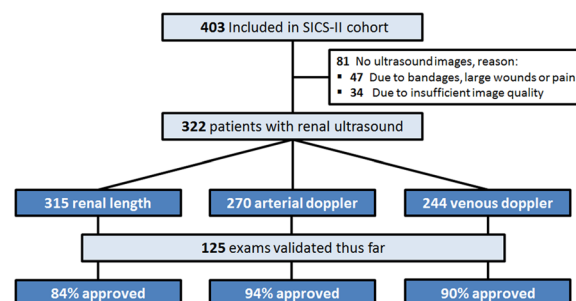 403 Included in SICS-II cohort
81 No ultrasound images, reason:
▪ 47 Due to bandages, large wounds or pain
▪ 34 Due to insufficient image quality
322 patients with renal ultrasound
315 renal length
270 arterial doppler
244 venous doppler
125 exams validated thus far
84% approved
94% approved
90% approved